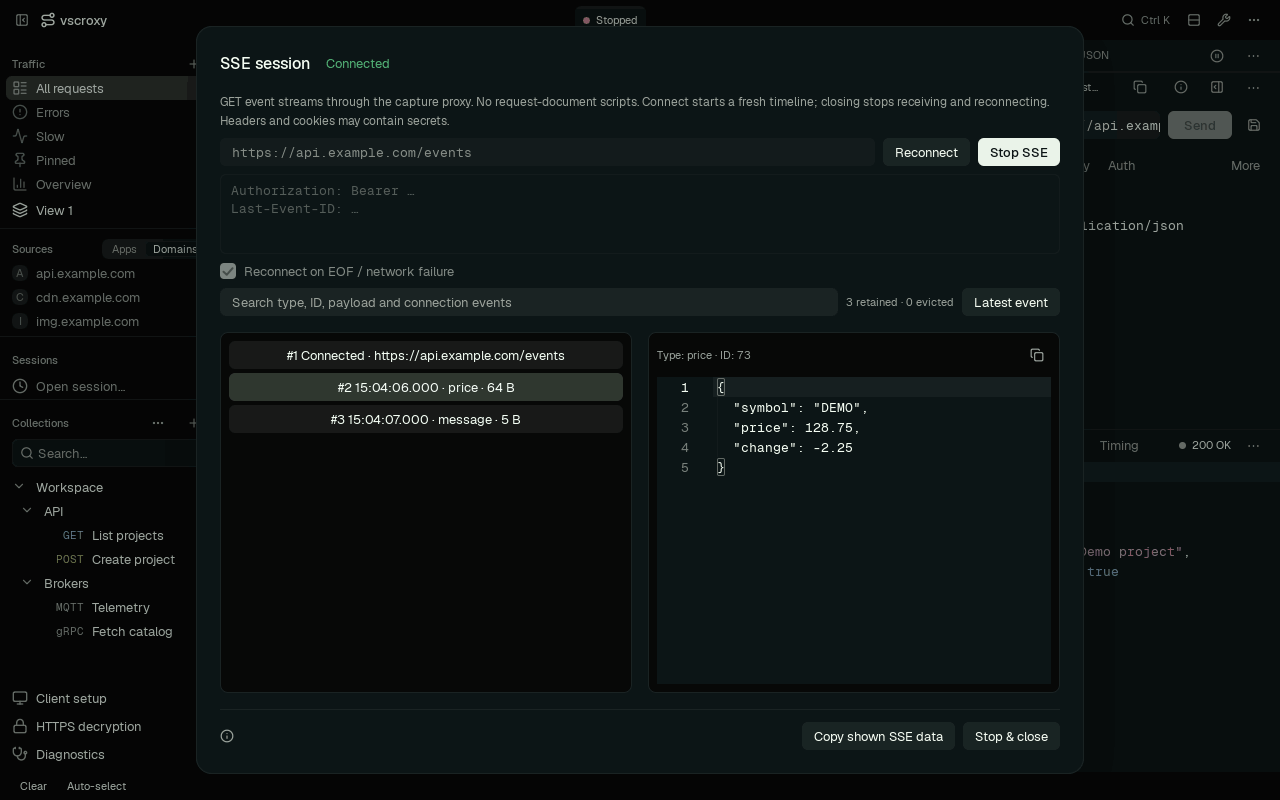 vscroxy
Stopped
Ctrl K
Traffic
All requests
Errors
Slow
Pinned
Overview
View 1
Sources
Apps
Domains
A api.example.com
C cdn.example.com
I img.example.com
Sessions
Open session…
Collections
Search…
Workspace
API
GET List projects
POST Create project
Brokers
MQTT Telemetry
gRPC Fetch catalog
Client setup
HTTPS decryption
Diagnostics
Clear
Auto-select
SSE session
Connected
GET event streams through the capture proxy. No request-document scripts. Connect starts a fresh timeline; closing stops receiving and reconnecting.
Headers and cookies may contain secrets.
https://api.example.com/events
Reconnect
Stop SSE
Authorization: Bearer …
Last-Event-ID: …
Reconnect on EOF / network failure
Search type, ID, payload and connection events
3 retained · 0 evicted
Latest event
#1 Connected · https://api.example.com/events
#2 15:04:06.000 · price · 64 B
#3 15:04:07.000 · message · 5 B
Type: price · ID: 73
1 {
2 "symbol": "DEMO",
3 "price": 128.75,
4 "change": -2.25
5 }
Copy shown SSE data
Stop & close
JSON
st…
/api.examp
Send
y
Auth
More
lication/json
Timing
200 OK
Demo project",
true